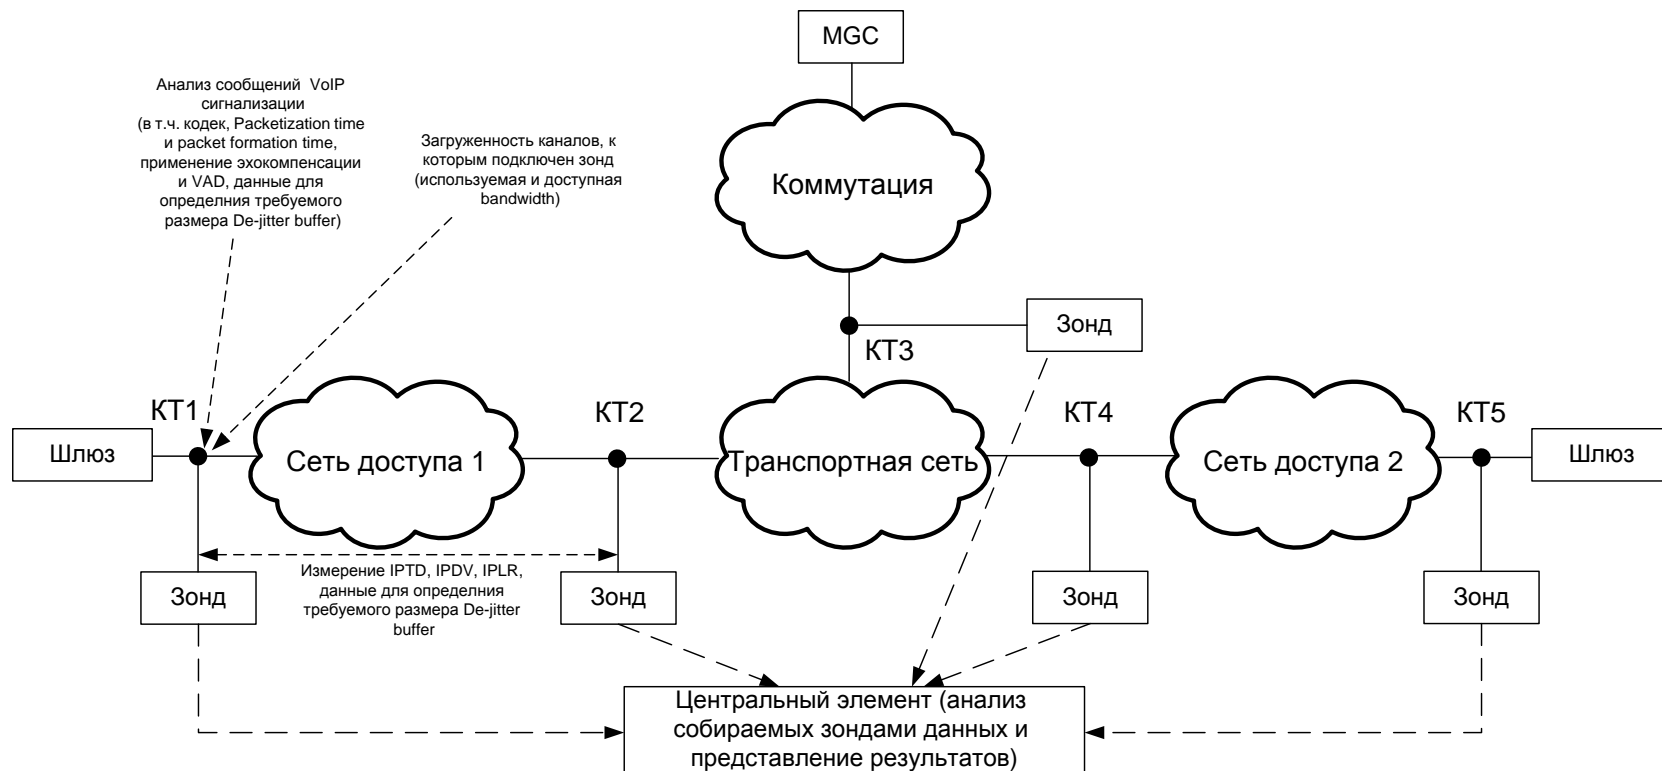 MGC
Анализ сообщений VoIP
сигнализации
(в т.ч. кодек, Packetization time
и packet formation time,
применение эхокомпенсации
и VAD, данные для
определния требуемого
размера De-jitter buffer)
Загруженность каналов, к
которым подключен зонд
(используемая и доступная
bandwidth)
Коммутация
Зонд
КТ3
КТ1
КТ2
КТ4
КТ5
Шлюз
Сеть доступа 1
Транспортная сеть
Сеть доступа 2
Шлюз
Измерение IPTD, IPDV, IPLR,
данные для определния
требуемого размера De-jitter
buffer
Зонд
Зонд
Зонд
Зонд
Центральный элемент (анализ
собираемых зондами данных и
представление результатов)